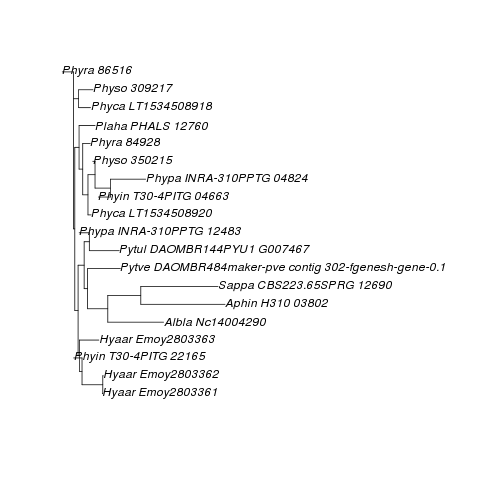 Phyra 86516
Physo 309217
Phyca LT1534508918
Plaha PHALS 12760
Phyra 84928
Physo 350215
Phypa INRA-310PPTG 04824
Phyin T30-4PITG 04663
Phyca LT1534508920
Phypa INRA-310PPTG 12483
Pytul DAOMBR144PYU1 G007467
Pytve DAOMBR484maker-pve contig 302-fgenesh-gene-0.1
Sappa CBS223.65SPRG 12690
Aphin H310 03802
Albla Nc14004290
Hyaar Emoy2803363
Phyin T30-4PITG 22165
Hyaar Emoy2803362
Hyaar Emoy2803361